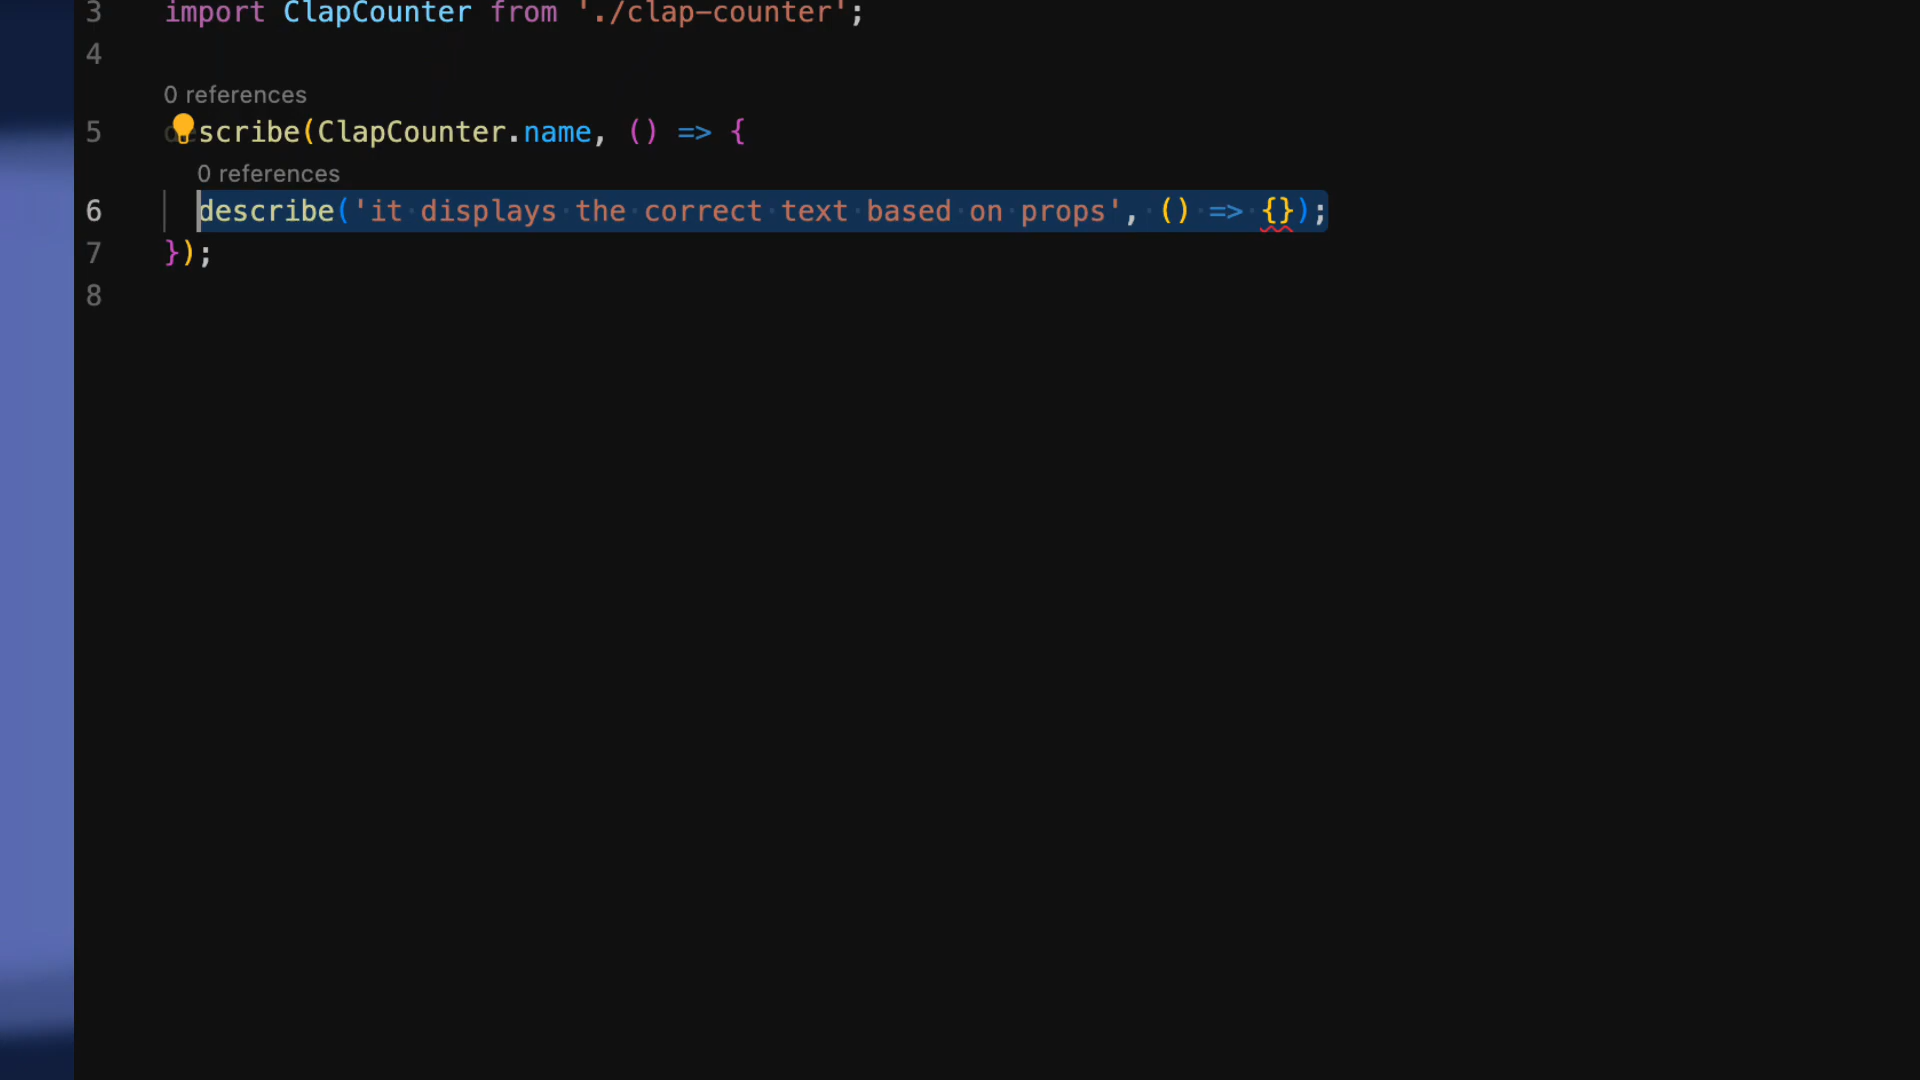 3 import ClapCounter from './clap-counter';
4
0 references
5 describe(ClapCounter.name, () => {
0 references
6 describe('it displays the correct text based on props', () => {});
7 });
8